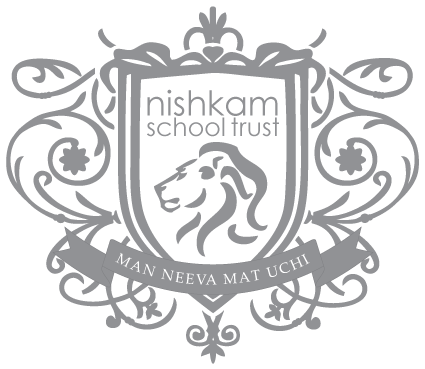 nishkam
school trust
MAN NEEVA MAT UCHI